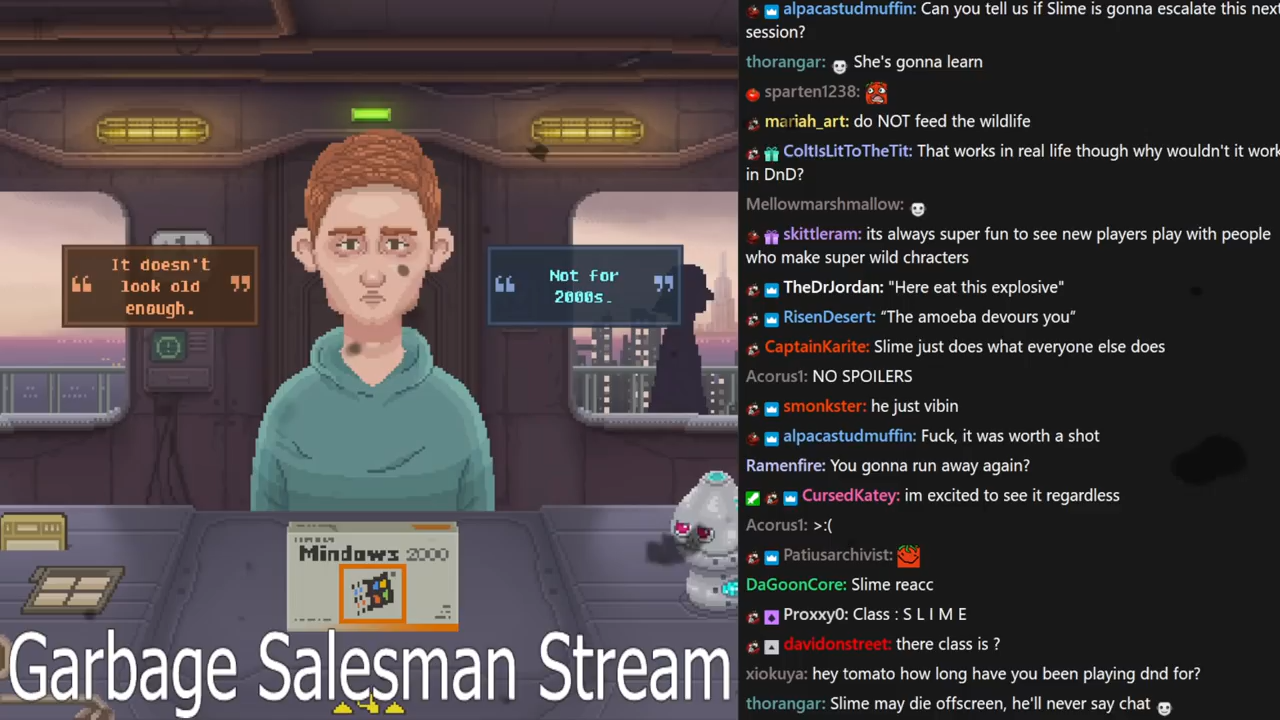 “ It doesn't ”
look old
enough.
“ Not for ”
2000s.
Mindows 2000
Garbage Salesman Stream
alpacastudmuffin: Can you tell us if Slime is gonna escalate this next
session?
thorangar: She's gonna learn
sparten1238:
mariah_art: do NOT feed the wildlife
ColtIsLitToTheTit: That works in real life though why wouldn't it work
in DnD?
Mellowmarshmallow:
skittleram: its always super fun to see new players play with people
who make super wild chracters
TheDrJordan: "Here eat this explosive"
RisenDesert: “The amoeba devours you”
CaptainKarite: Slime just does what everyone else does
Acorus1: NO SPOILERS
smonkster: he just vibin
alpacastudmuffin: Fuck, it was worth a shot
Ramenfire: You gonna run away again?
CursedKatey: im excited to see it regardless
Acorus1: >:(
Patiusarchivist:
DaGoonCore: Slime reacc
Proxxy0: Class : S L I M E
davidonstreet: there class is ?
xiokuya: hey tomato how long have you been playing dnd for?
thorangar: Slime may die offscreen, he'll never say chat